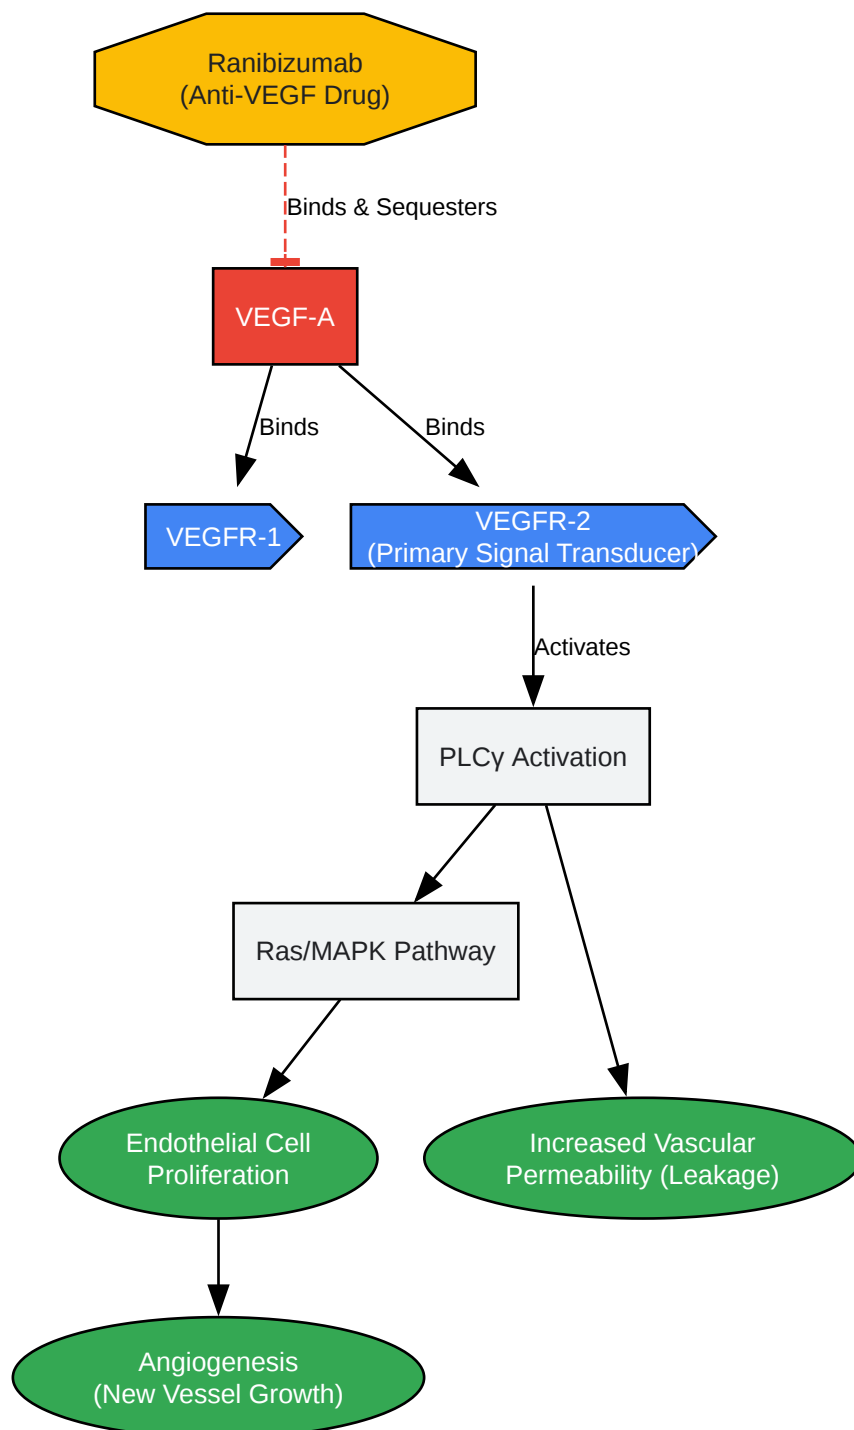 Ranibizumab
(Anti-VEGF Drug)
Binds & Sequesters
VEGF-A
Binds
Binds
VEGFR-1
VEGFR-2
(Primary Signal Transducer)
Activates
PLCγ Activation
Ras/MAPK Pathway
Endothelial Cell
Proliferation
Increased Vascular
Permeability (Leakage)
Angiogenesis
(New Vessel Growth)